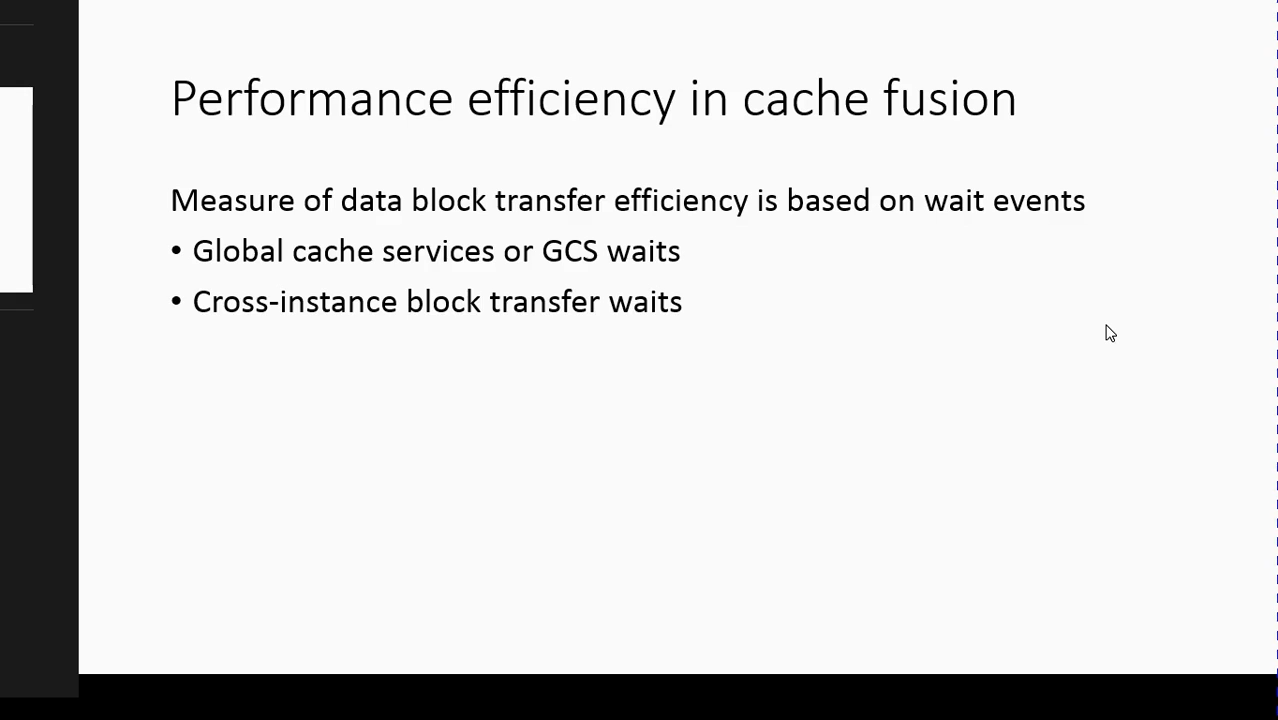 Performance efficiency in cache fusion
Measure of data block transfer efficiency is based on wait events
• Global cache services or GCS waits
• Cross-instance block transfer waits